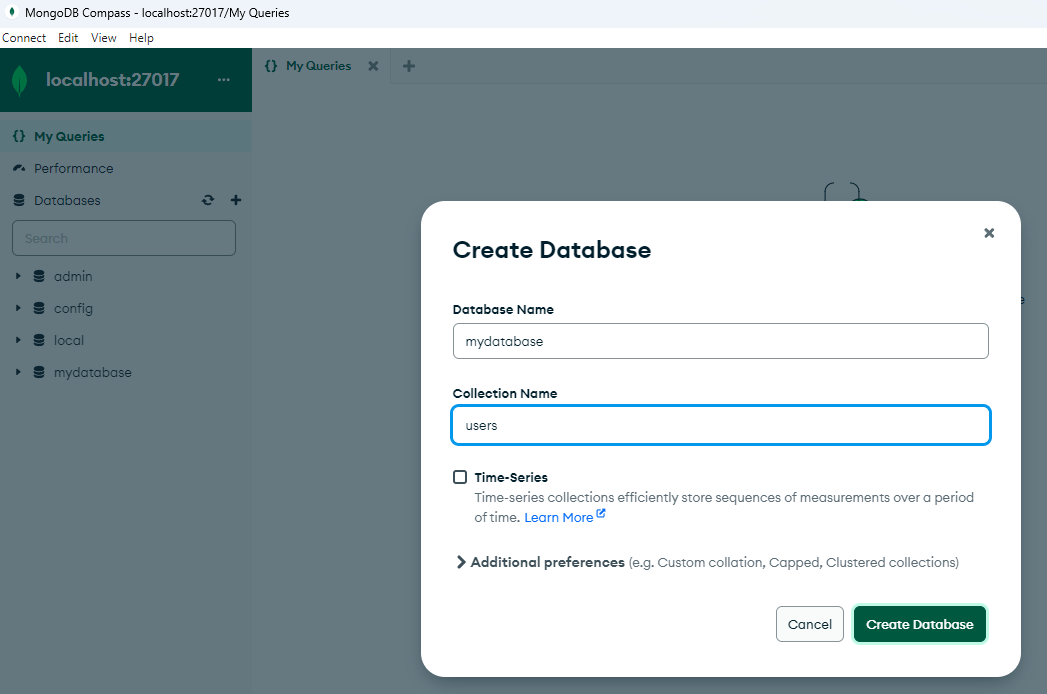 MongoDB Compass - localhost:27017/My Queries
Connect Edit View Help
localhost:27017 ...
{} My Queries
{} My Queries
Performance
Databases
Search
admin
config
local
mydatabase
Create Database
Database Name
mydatabase
Collection Name
users
Time-Series
Time-series collections efficiently store sequences of measurements over a period
of time. Learn More
Additional preferences (e.g. Custom collation, Capped, Clustered collections)
Cancel Create Database